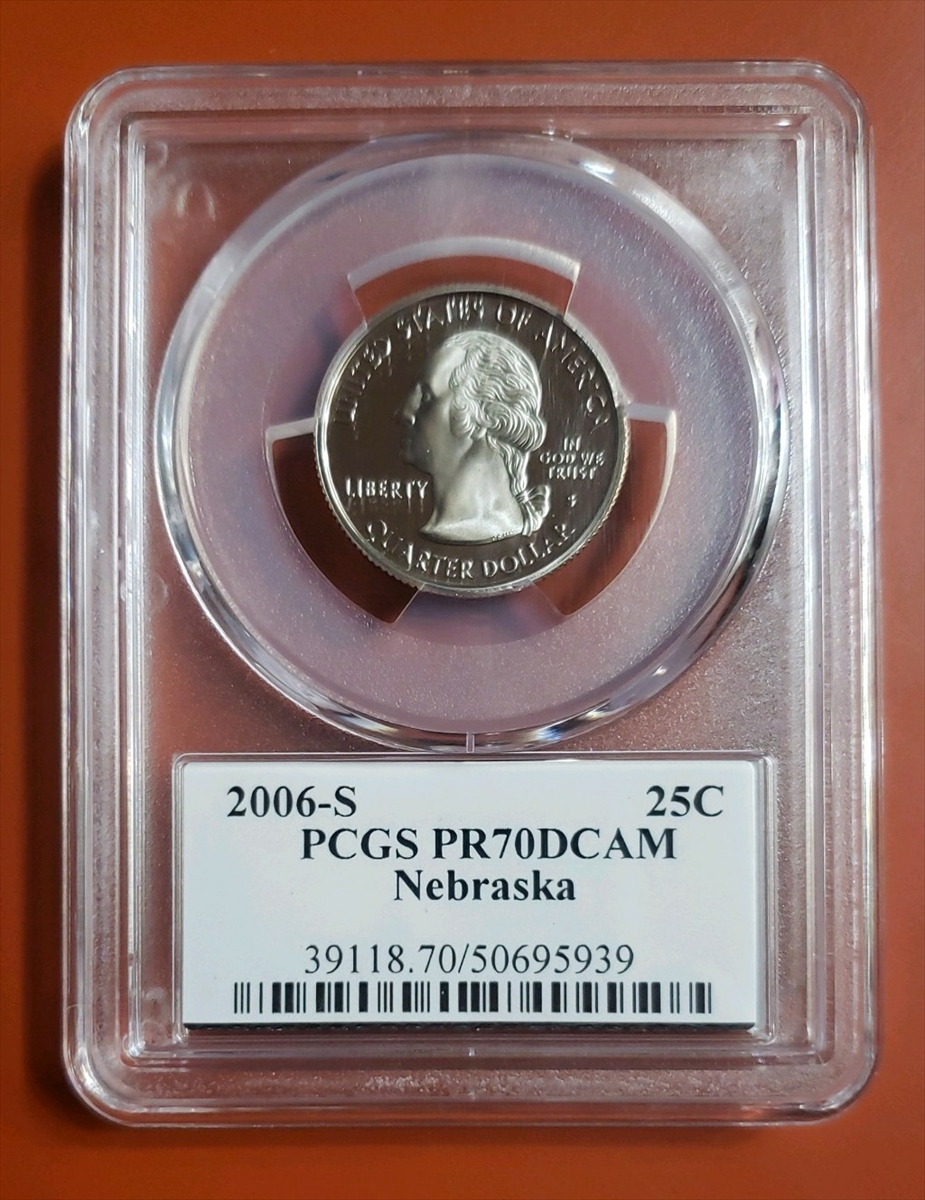 UNITED STATES OF AMERICA
LIBERTY
IN
GOD WE
TRUST
S
QUARTER DOLLAR
2006-S 25C
PCGS PR70DCAM
Nebraska
39118.70/50695939